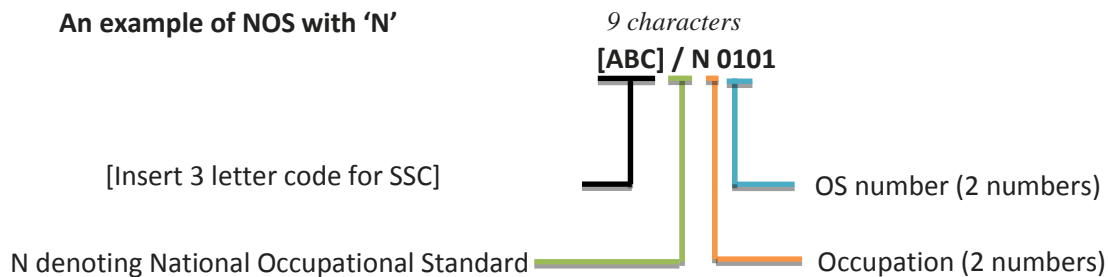 An example of NOS with ‘N’
9 characters
[ABC] / N 0101
[Insert 3 letter code for SSC]
OS number (2 numbers)
N denoting National Occupational Standard
Occupation (2 numbers)